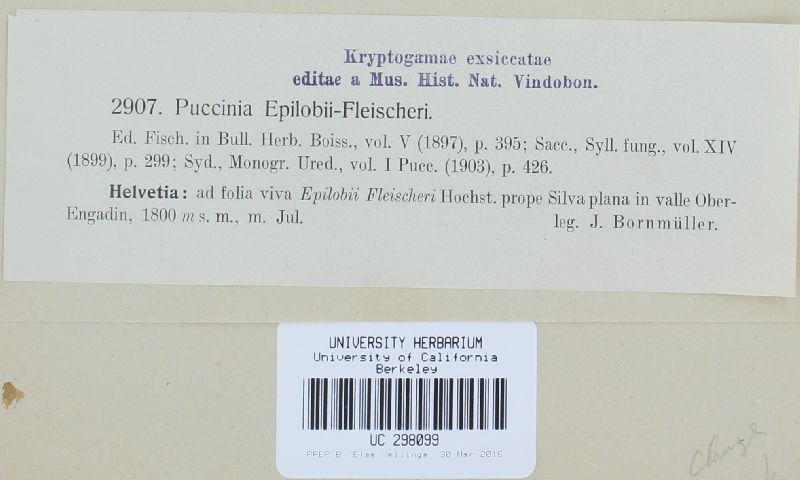 Kryptogamae exsiccatae
editae a Mus. Hist. Nat. Vindobon.
2907. Puccinia Epilobii-Fleischeri.
Ed. Fisch. in Bull. Herb. Boiss., vol. V (1897), p. 395; Sacc., Syll. fung., vol. XIV
(1899), p. 299; Syd., Monogr. Ured., vol. I Pucc. (1903), p. 426.
Helvetia: ad folia viva Epilobii Fleischeri Hochst. prope Silvaplana in valle Ober-
Engadin, 1800 m s. m., m. Jul. leg. J. Bornmüller.
UNIVERSITY HERBARIUM
University of California
Berkeley
UC 298099
PREP BY Else Vellinga, 30 Mar 2016
Change